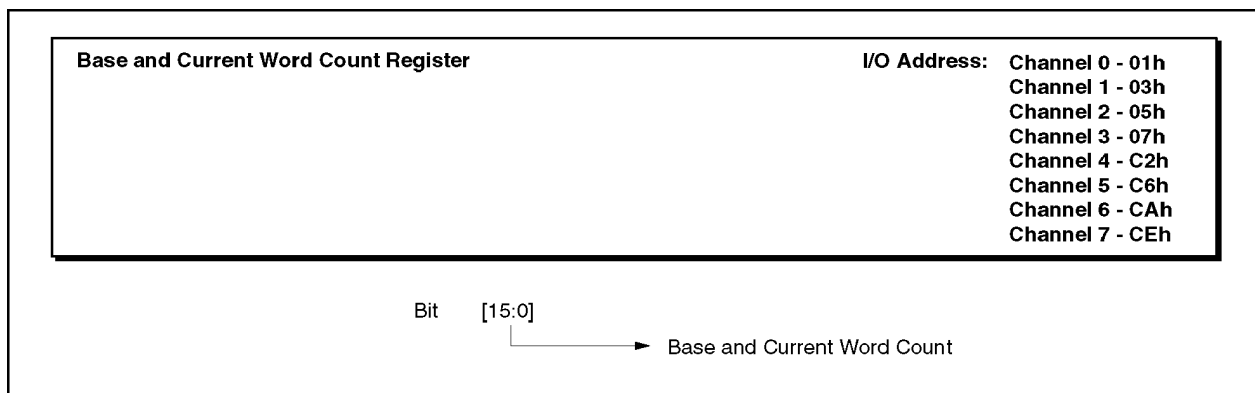 Base and Current Word Count Register I/O Address: Channel 0 - 01h
Channel 1 - 03h
Channel 2 - 05h
Channel 3 - 07h
Channel 4 - C2h
Channel 5 - C6h
Channel 6 - CAh
Channel 7 - CEh
Bit [15:0]
Base and Current Word Count